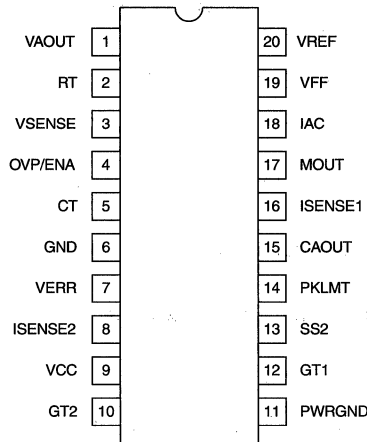 VAOUT 1 20 VREF
RT 2 19 VFF
VSENSE 3 18 IAC
OVP/ENA 4 17 MOUT
CT 5 16 ISENSE1
GND 6 15 CAOUT
VERR 7 14 PKLMT
ISENSE2 8 13 SS2
VCC 9 12 GT1
GT2 10 11 PWRGND